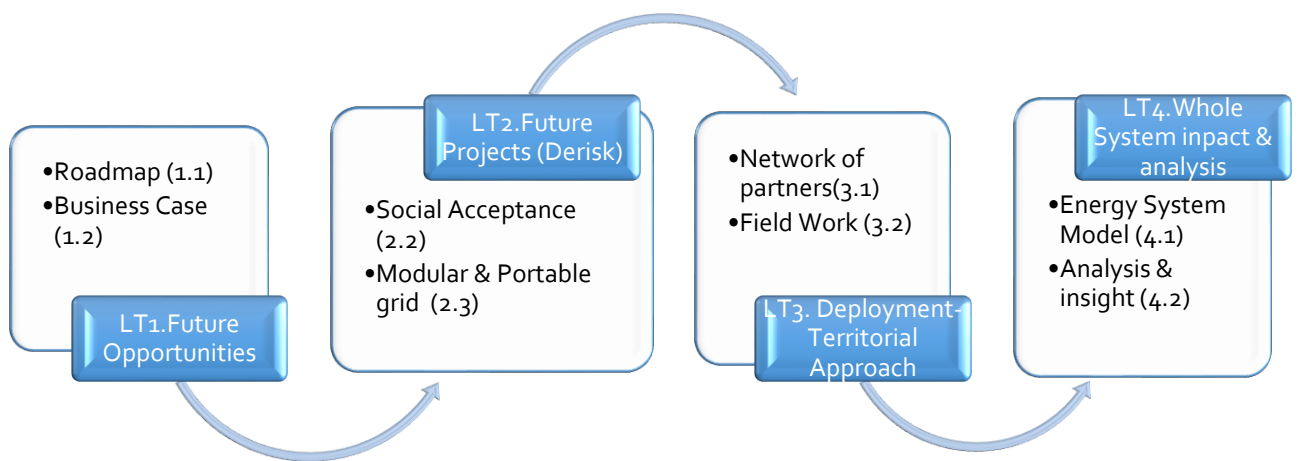 •Roadmap (1.1)
•Business Case
(1.2)
LT1.Future
Opportunities
LT2.Future
Projects (Derisk)
•Social Acceptance
(2.2)
•Modular & Portable
grid (2.3)
•Network of
partners(3.1)
•Field Work (3.2)
LT3. Deployment-
Territorial
Approach
LT4.Whole
System inpact &
analysis
•Energy System
Model (4.1)
•Analysis &
insight (4.2)